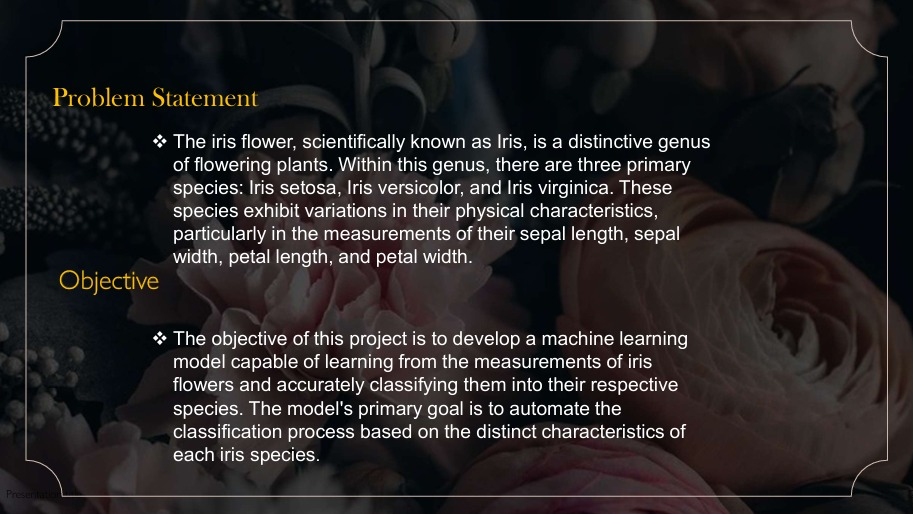 Problem Statement
❖ The iris flower, scientifically known as Iris, is a distinctive genus
of flowering plants. Within this genus, there are three primary
species: Iris setosa, Iris versicolor, and Iris virginica. These
species exhibit variations in their physical characteristics,
particularly in the measurements of their sepal length, sepal
width, petal length, and petal width.
Objective
❖ The objective of this project is to develop a machine learning
model capable of learning from the measurements of iris
flowers and accurately classifying them into their respective
species. The model's primary goal is to automate the
classification process based on the distinct characteristics of
each iris species.